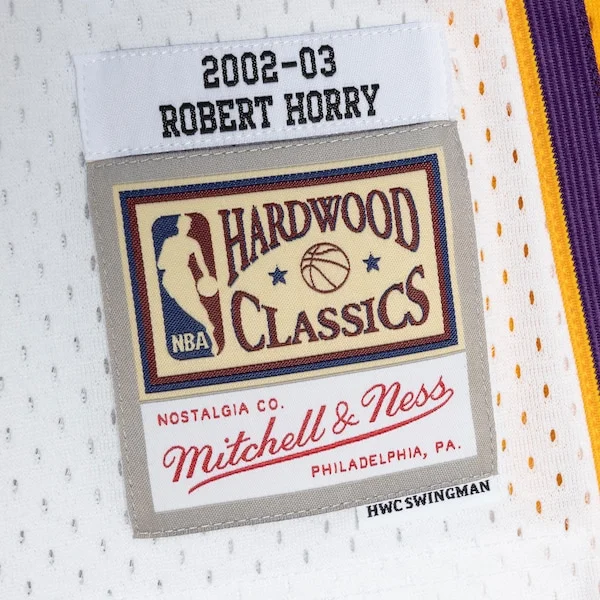 2002-03
ROBERT HORRY
HARDWOOD
CLASSICS
NBA
NOSTALGIA CO.
Mitchell & Ness
PHILADELPHIA, PA.
HWC SWINGMAN